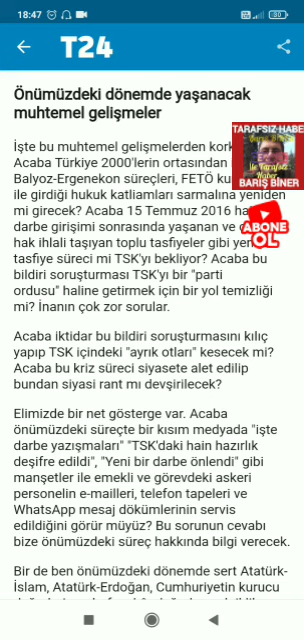 18:47
80
T24
Önümüzdeki dönemde yaşanacak
muhtemel gelişmeler
İşte bu muhtemel gelişmelerden
Acaba Türkiye 2000'lerin ortasından
Balyoz-Ergenekon süreçleri, FETÖ
ile girdiği hukuk katliamları sarmalına yeniden
mi girecek? Acaba 15 Temmuz 2016
darbe girişimi sonrasında yaşanan ve
hak ihlali taşıyan toplu tasfiyeler gibi
tasfiye süreci mi TSK'yı bekliyor? Acaba bu
bildiri soruşturması TSK'yı bir "parti
ordusu" haline getirmek için bir yol temizliği
mi? İnanın çok zor sorular.
TARAFSIZ HABE
Barış Biner
İle Tarafsız
Haber
BARIŞ BİNER
ABONE
OL
Acaba iktidar bu bildiri soruşturmasını kılıç
yapıp TSK içindeki "ayrık otları" kesecek mi?
Acaba bu kriz süreci siyasete alet edilip
bundan siyasi rant mı devşirilecek?
Elimizde bir net gösterge var. Acaba
önümüzdeki süreçte bir kısım medyada "işte
darbe yazışmaları" "TSK'daki hain hazırlık
deşifre edildi", "Yeni bir darbe önlendi" gibi
manşetler ile emekli ve görevdeki askeri
personelin e-mailleri, telefon tapeleri ve
WhatsApp mesaj dökümlerinin servis
edildiğini görür müyüz? Bu sorunun cevabı
bize önümüzdeki süreç hakkında bilgi verecek.
Bir de ben önümüzdeki dönemde sert Atatürk-
İslam, Atatürk-Erdoğan, Cumhuriyetin kurucu